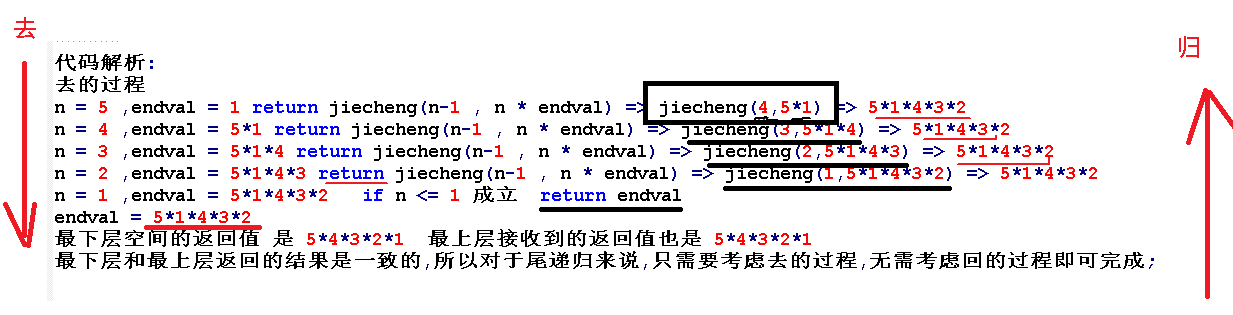 去
归
代码解析:
去的过程
n = 5 ,endval = 1 return jiecheng(n-1 , n * endval) => jiecheng(4,5*1) => 5*1*4*3*2
n = 4 ,endval = 5*1 return jiecheng(n-1 , n * endval) => jiecheng(3,5*1*4) => 5*1*4*3*2
n = 3 ,endval = 5*1*4 return jiecheng(n-1 , n * endval) => jiecheng(2,5*1*4*3) => 5*1*4*3*2
n = 2 ,endval = 5*1*4*3 return jiecheng(n-1 , n * endval) => jiecheng(1,5*1*4*3*2) => 5*1*4*3*2
n = 1 ,endval = 5*1*4*3*2 if n <= 1 成立 return endval
endval = 5*1*4*3*2
最下层空间的返回值 是 5*4*3*2*1 最上层接收到的返回值也是 5*4*3*2*1
最下层和最上层返回的结果是一致的,所以对于尾递归来说,只需要考虑去的过程,无需考虑回的过程即可完成;